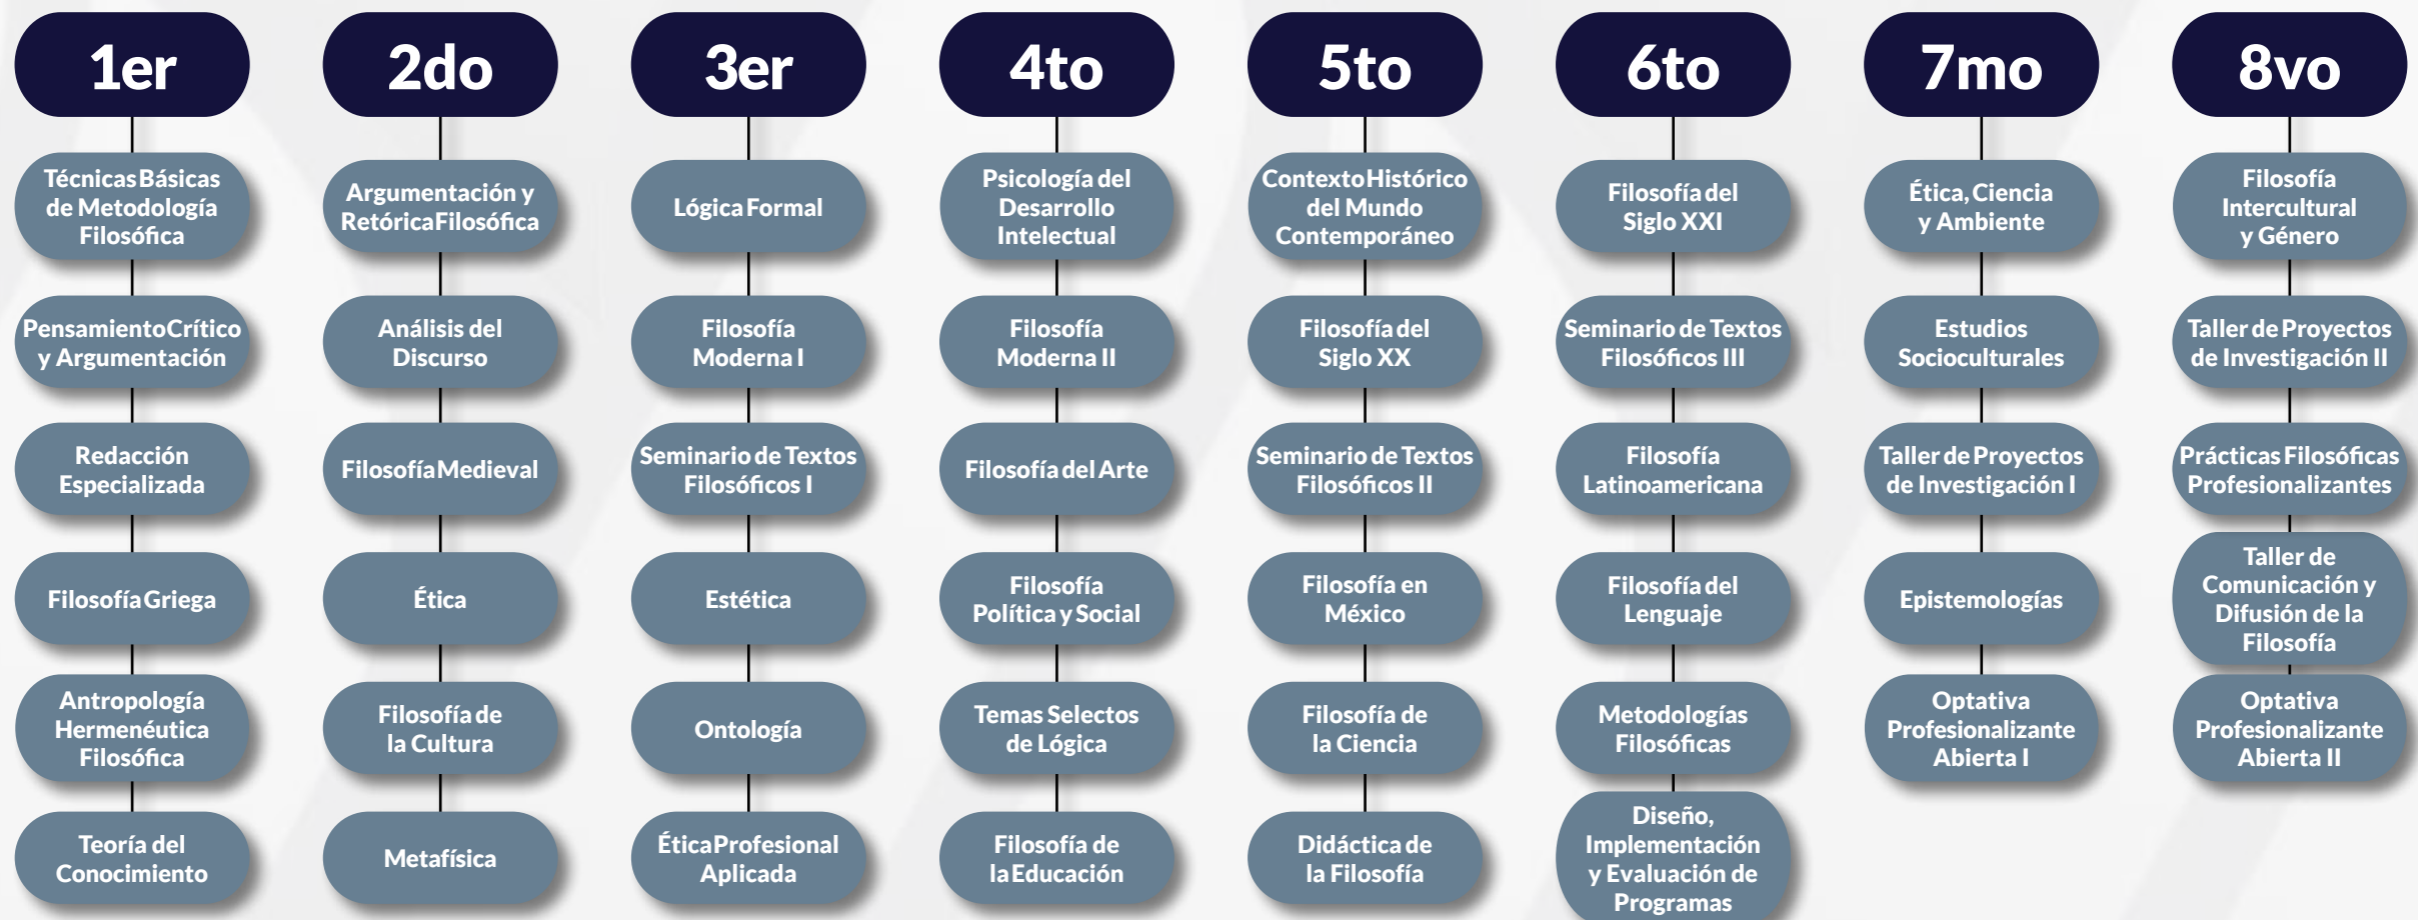 1er
Técnicas Básicas
de Metodología
Filosófica
Pensamiento Crítico
y Argumentación
Redacción
Especializada
Filosofía Griega
Antropología
Hermenéutica
Filosófica
Teoría del
Conocimiento
2do
Argumentación y
Retórica Filosófica
Análisis del
Discurso
Filosofía Medieval
Ética
Filosofía de
la Cultura
Metafísica
3er
Lógica Formal
Filosofía
Moderna I
Seminario de Textos
Filosóficos I
Estética
Ontología
Ética Profesional
Aplicada
4to
Psicología del
Desarrollo
Intelectual
Filosofía
Moderna II
Filosofía del Arte
Filosofía
Política y Social
Temas Selectos
de Lógica
Filosofía de
la Educación
5to
Contexto Histórico
del Mundo
Contemporáneo
Filosofía del
Siglo XX
Seminario de Textos
Filosóficos II
Filosofía en
México
Filosofía de
la Ciencia
Didáctica de
la Filosofía
6to
Filosofía del
Siglo XXI
Seminario de Textos
Filosóficos III
Filosofía
Latinoamericana
Filosofía del
Lenguaje
Metodologías
Filosóficas
Diseño,
Implementación
y Evaluación de
Programas
7mo
Ética, Ciencia
y Ambiente
Estudios
Socioculturales
Taller de Proyectos
de Investigación I
Epistemologías
Optativa
Profesionalizante
Abierta I
8vo
Filosofía
Intercultural
y Género
Taller de Proyectos
de Investigación II
Prácticas Filosóficas
Profesionalizantes
Taller de
Comunicación y
Difusión de la
Filosofía
Optativa
Profesionalizante
Abierta II